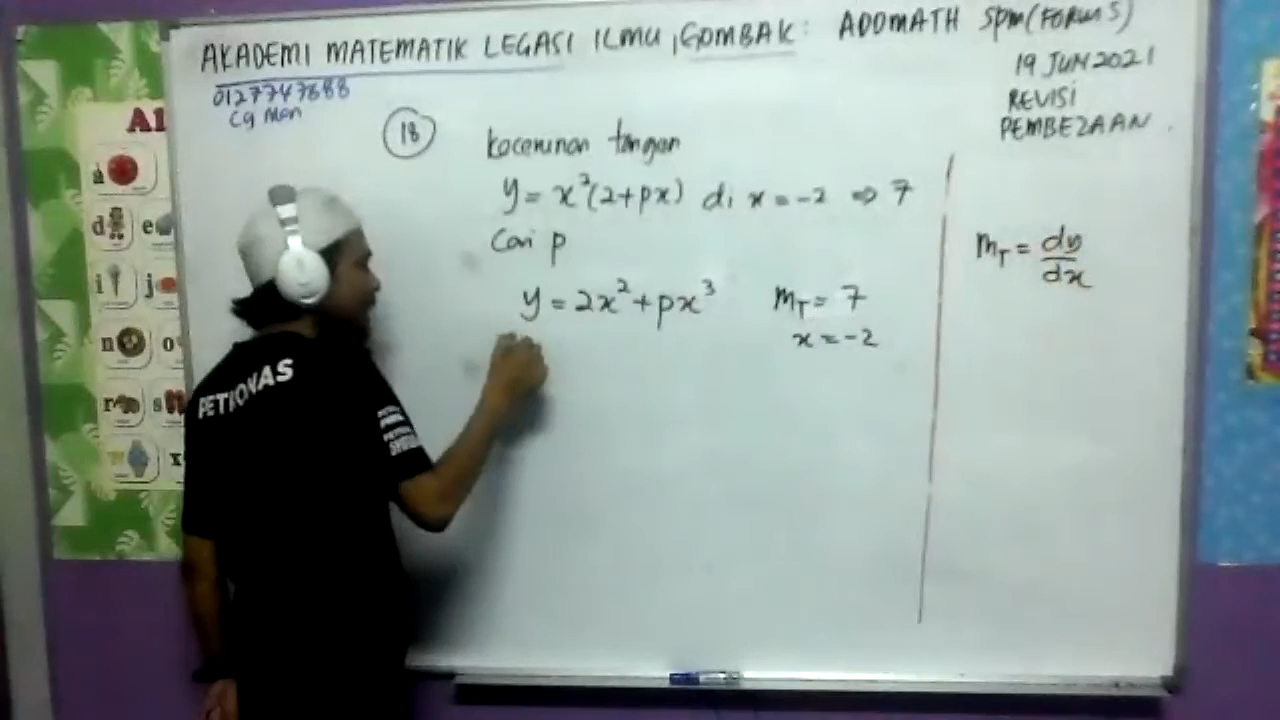 AKADEMI MATEMATIK LEGASI ILMU, GOMBAK: ADDMATH SPM (FORM 5)
0127747688
Cg Man
19 JUN 2021
REVISI
PEMBEZAAN.
18
kecerunan tangen
y = x²(2+px) di x = -2 ⇒ 7
Cari p
y = 2x² + px³
m_T = 7
x = -2
m_T = dy/dx
PETRONAS
A1
a
d
e
i
j
n
o
r
s
w
x